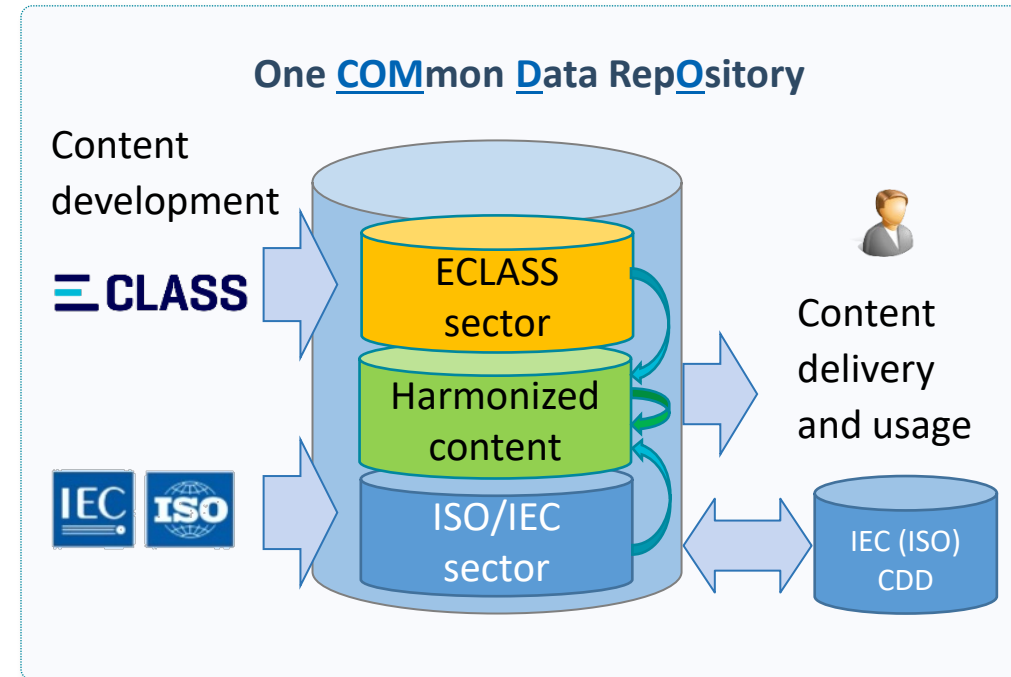 One COMmon Data RepOsitory
Content
development
ECLASS
ECLASS
sector
Harmonized
content
Content
delivery
and usage
IEC
ISO
ISO/IEC
sector
IEC (ISO)
CDD